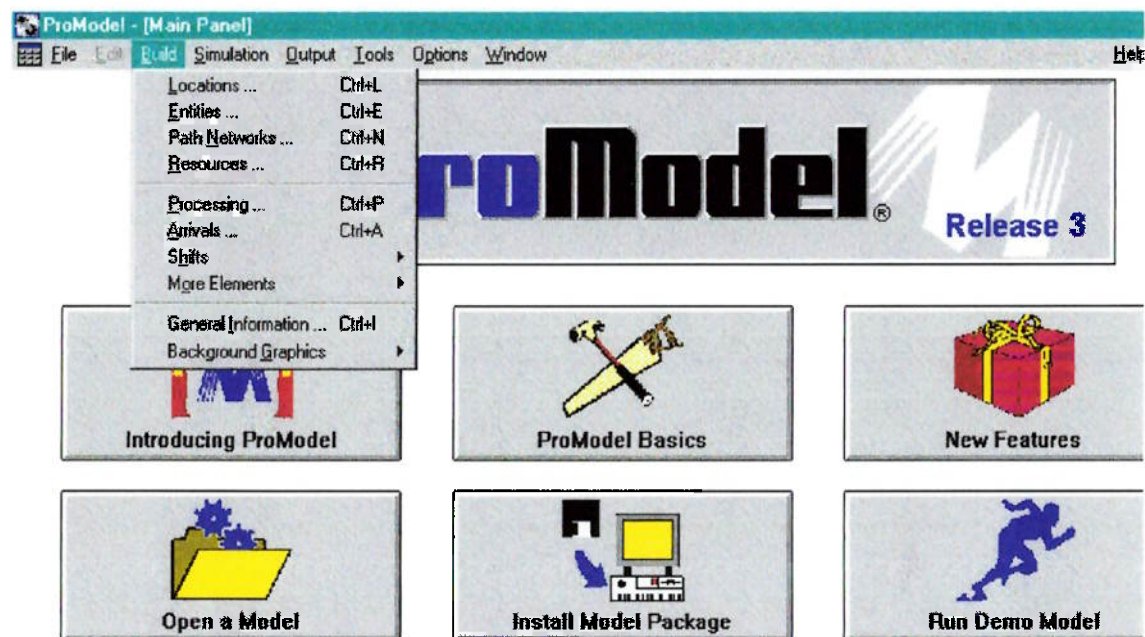 ProModel - [Main Panel]
File Edit Build Simulation Output Tools Options Window Help
Locations ... Ctrl+L
Entities ... Ctrl+E
Path Networks ... Ctrl+N
Resources ... Ctrl+R
Processing ... Ctrl+P
Arrivals ... Ctrl+A
Shifts
More Elements
General Information ... Ctrl+I
Background Graphics
roModel ®
Release 3
Introducing ProModel
ProModel Basics
New Features
Open a Model
Install Model Package
Run Demo Model